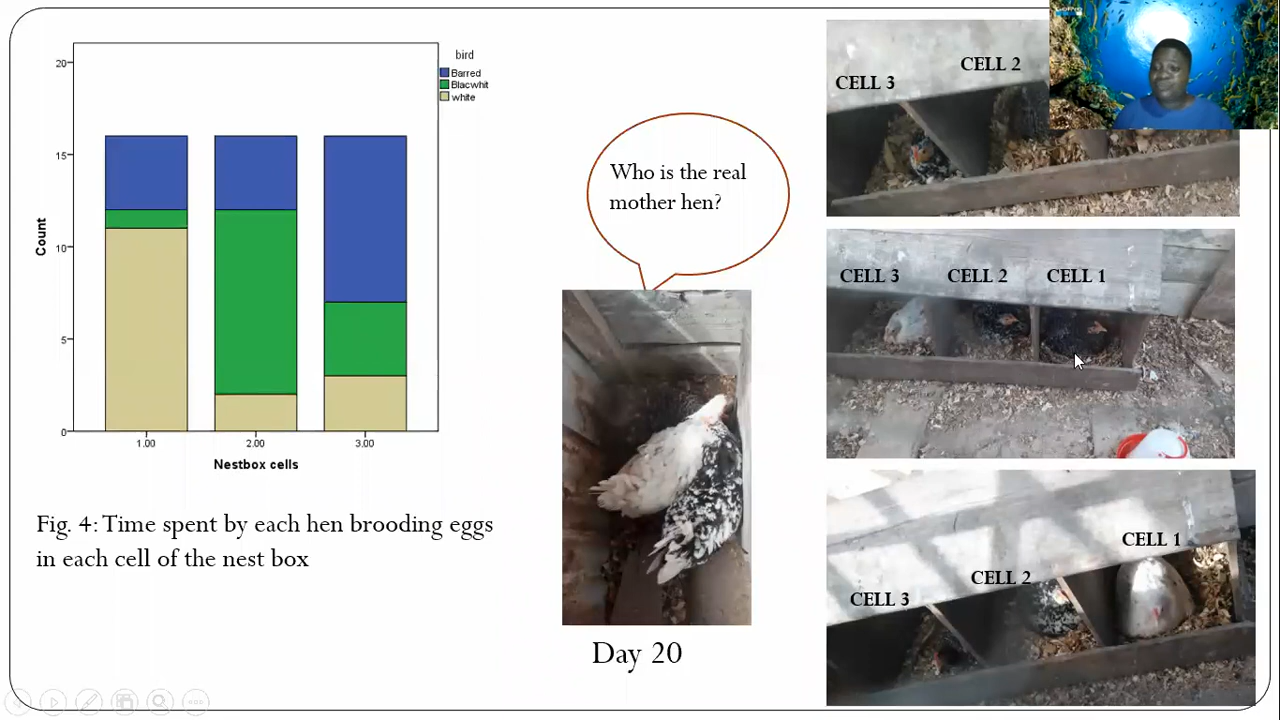 20
15
10
5
0
Count
1.00
2.00
3.00
Nestbox cells
bird
Barred
Blacwhit
white
Fig. 4: Time spent by each hen brooding eggs
in each cell of the nest box
Who is the real
mother hen?
Day 20
CELL 3
CELL 2
CELL 3
CELL 2
CELL 1
CELL 3
CELL 2
CELL 1